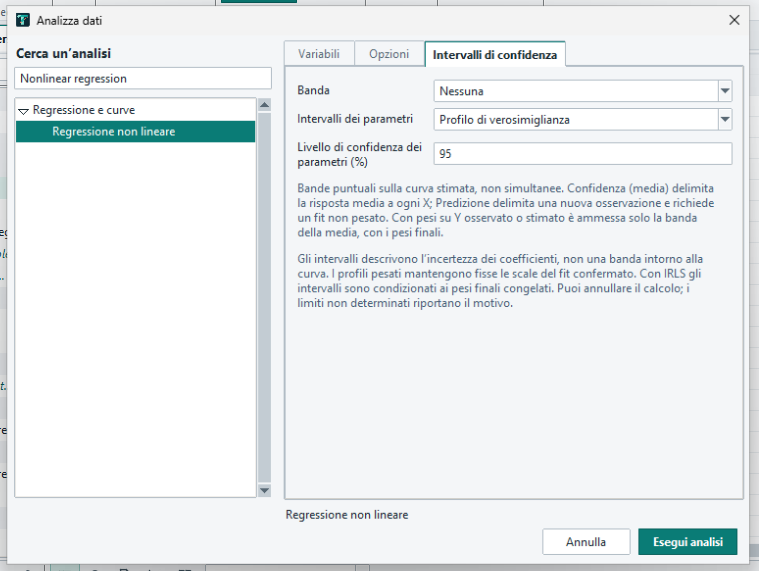 Analizza dati
Cerca un'analisi
Nonlinear regression
Regressione e curve
Regressione non lineare
Variabili
Opzioni
Intervalli di confidenza
Banda
Nessuna
Intervalli dei parametri
Profilo di verosimiglianza
Livello di confidenza dei
parametri (%)
95
Bande puntuali sulla curva stimata, non simultanee. Confidenza (media) delimita
la risposta media a ogni X; Predizione delimita una nuova osservazione e richiede
un fit non pesato. Con pesi su Y osservato o stimato è ammessa solo la banda
della media, con i pesi finali.
Gli intervalli descrivono l'incertezza dei coefficienti, non una banda intorno alla
curva. I profili pesati mantengono fisse le scale del fit confermato. Con IRLS gli
intervalli sono condizionati ai pesi finali congelati. Puoi annullare il calcolo; i
limiti non determinati riportano il motivo.
Regressione non lineare
Annulla
Esegui analisi